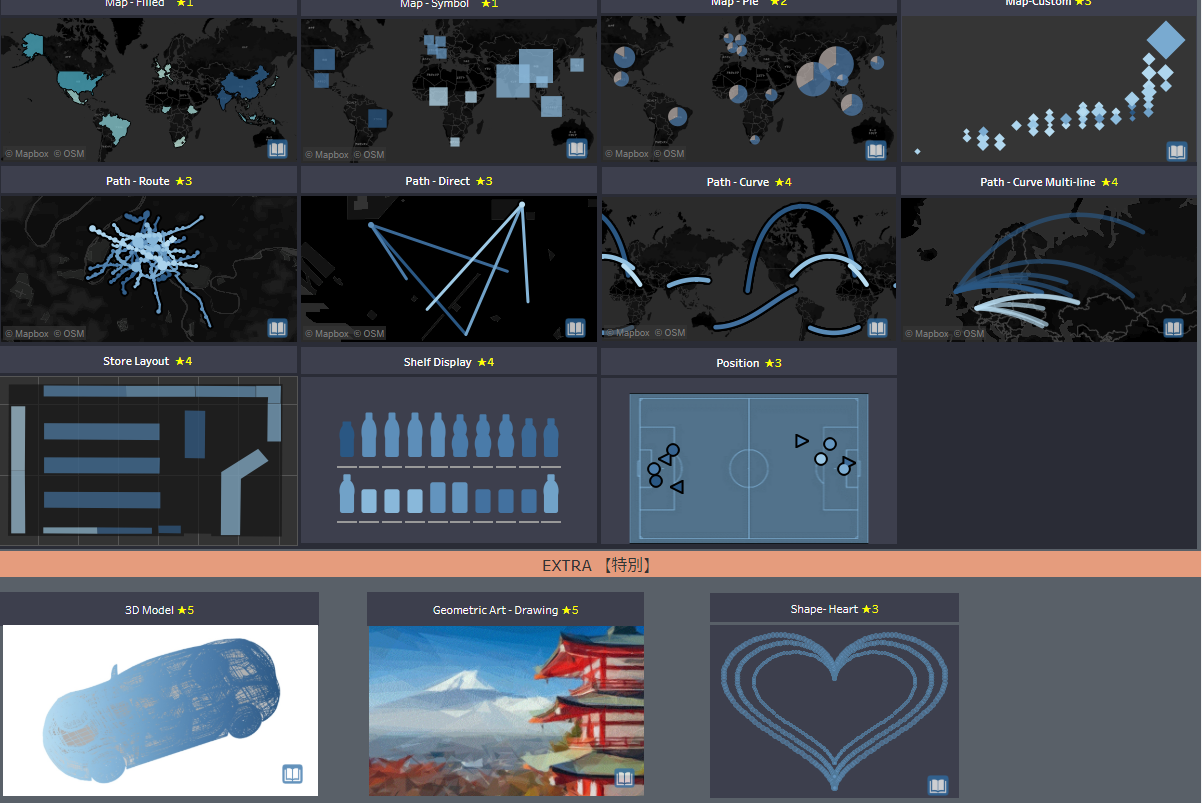 Map - Filled ★1
Map - Symbol ★1
Map - Pie ★2
Map-Custom ★3
© Mapbox © OSM
© Mapbox © OSM
© Mapbox © OSM
Path - Route ★3
Path - Direct ★3
Path - Curve ★4
Path - Curve Multi-line ★4
© Mapbox © OSM
© Mapbox © OSM
© Mapbox © OSM
© Mapbox © OSM
Store Layout ★4
Shelf Display ★4
Position ★3
EXTRA 【特別】
3D Model ★5
Geometric Art - Drawing ★5
Shape- Heart ★3